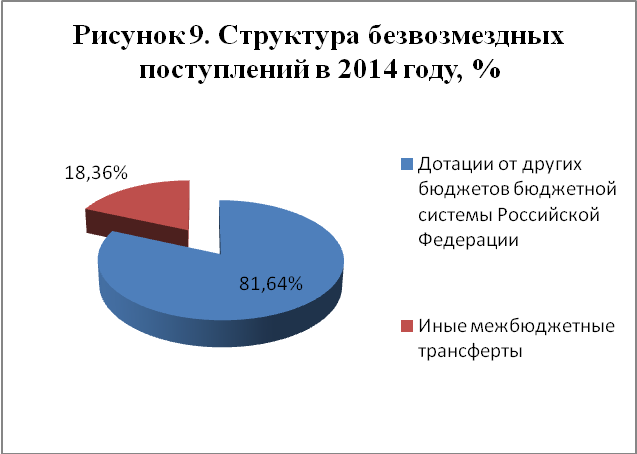 Рисунок 9. Структура безвозмездных
поступлений в 2014 году, %
18,36%
81,64%
Дотации от других
бюджетов бюджетной
системы Российской
Федерации
Иные межбюджетные
трансферты